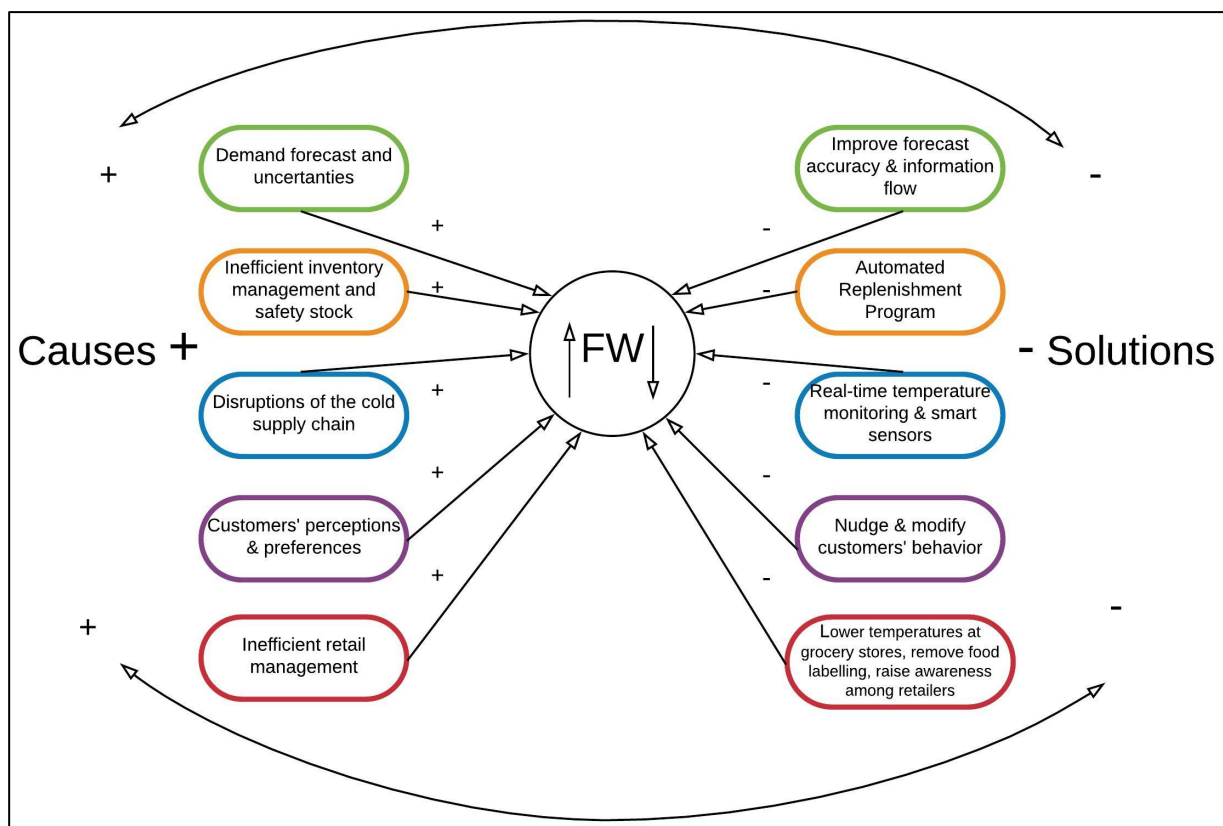 +
-
Demand forecast and
uncertanties
Improve forecast
accuracy & information
flow
+
-
Inefficient inventory
management and
safety stock
+
-
Automated
Replenishment
Program
Causes +
FW
- Solutions
Disruptions of the cold
supply chain
+
-
Real-time temperature
monitoring & smart
sensors
+
-
Customers' perceptions
& preferences
Nudge & modify
customers' behavior
+
-
Inefficient retail
management
Lower temperatures at
grocery stores, remove food
labelling, raise awareness
among retailers
+
-